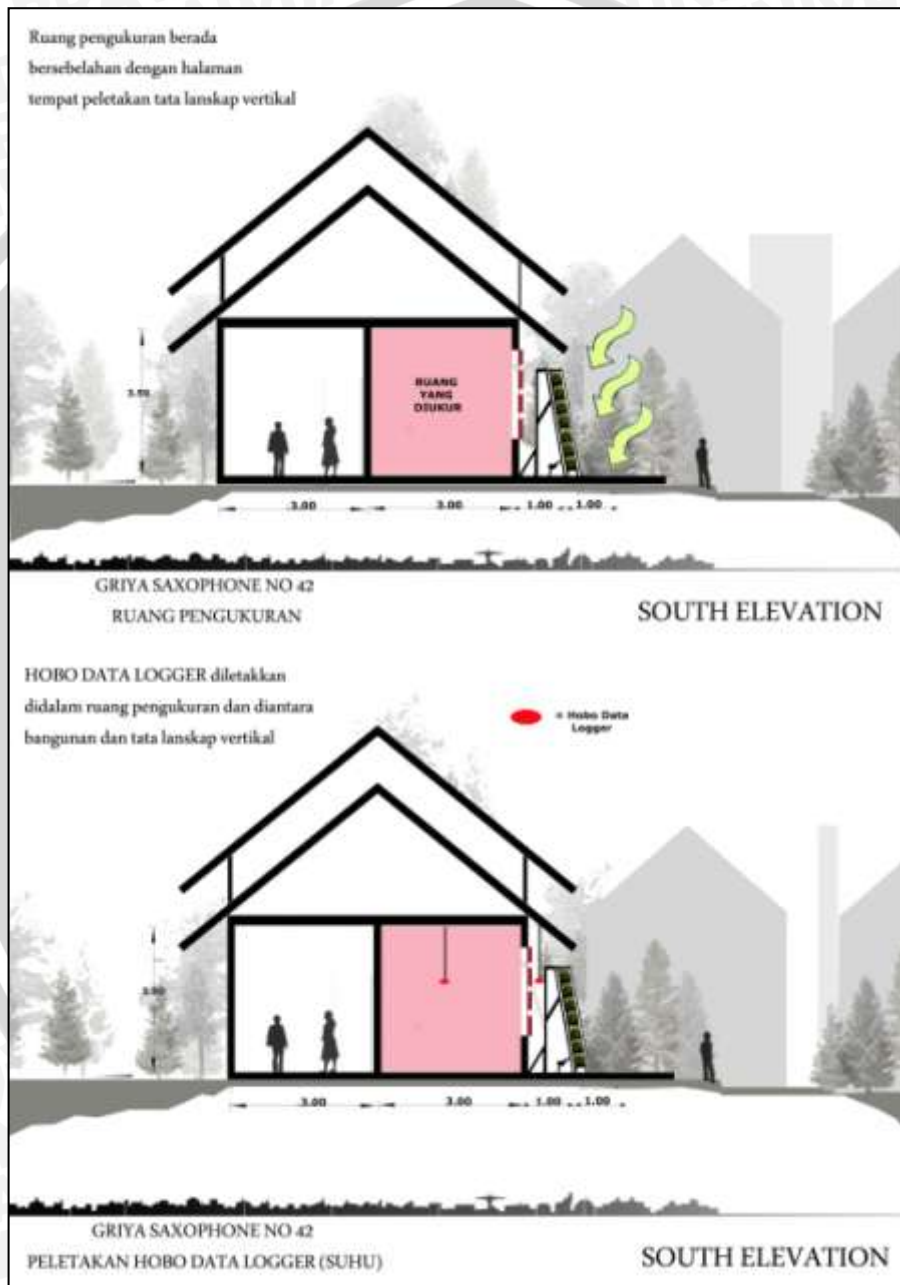 Ruang pengukuran berada
bersebelahan dengan halaman
tempat peletakan tata lanskap vertikal
RUANG
YANG
DIUKUR
3.00 3.00 1.00 1.00
GRIYA SAXOPHONE NO 42
RUANG PENGUKURAN
SOUTH ELEVATION
HOBO DATA LOGGER diletakkan
didalam ruang pengukuran dan diantara
bangunan dan tata lanskap vertikal
= Hobo Data
Logger
3.00 3.00 1.00 1.00
GRIYA SAXOPHONE NO 42
PELETAKAN HOBO DATA LOGGER (SUHU)
SOUTH ELEVATION